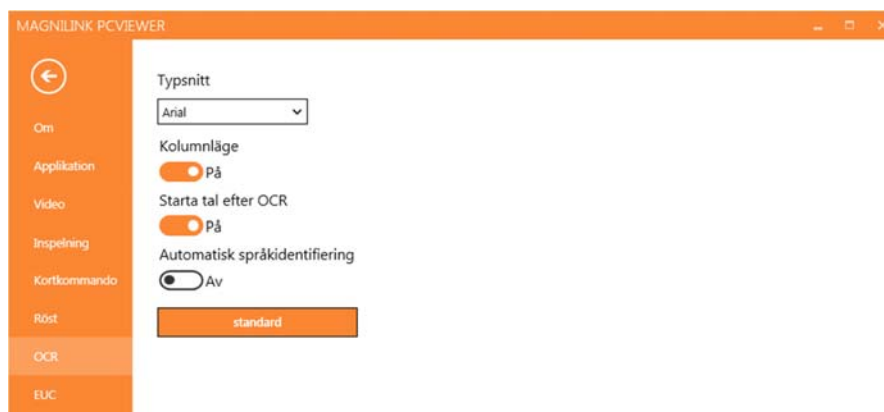 MAGNILINK PCVIEWER
Om
Applikation
Video
Inspelning
Kortkommando
Röst
OCR
EUC
Typsnitt
Arial
Kolumnläge
På
Starta tal efter OCR
På
Automatisk språkidentifiering
Av
standard